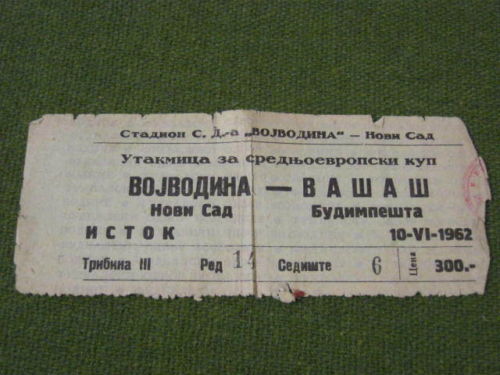 Стадион С. Д-а „ВОЈВОДИНА“ — Нови Сад
Утакмица за средњоевропски куп
ВОЈВОДИНА — ВАШАШ
Нови Сад Будимпешта
ИСТОК 10-VI-1962
Трибина III Ред 14 Седиште 6 Цена 300.-